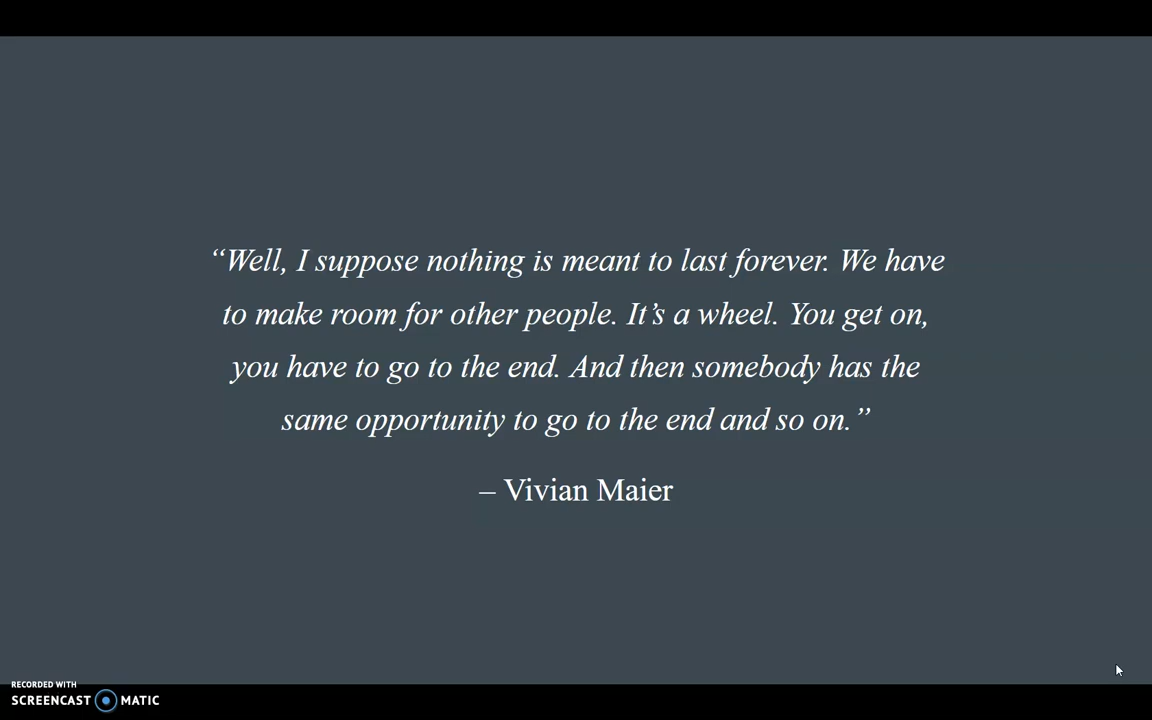 “Well, I suppose nothing is meant to last forever. We have
to make room for other people. It’s a wheel. You get on,
you have to go to the end. And then somebody has the
same opportunity to go to the end and so on.”
– Vivian Maier
RECORDED WITH
SCREENCAST MATIC